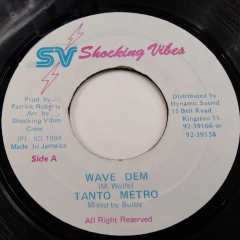 SV Shocking Vibes
Prod. by
Patrick Roberts
Arr. by
Shocking Vibes
Crew
(P) (C) 1994
Made in Jamaica
Side A
Distributed by
Dynamic Sound
15 Bell Road
Kingston 11.
92-39166 or
92-39138
WAVE DEM
(M. Wolfe)
TANTO METRO
Mixed by Bulby
All Right Reserved